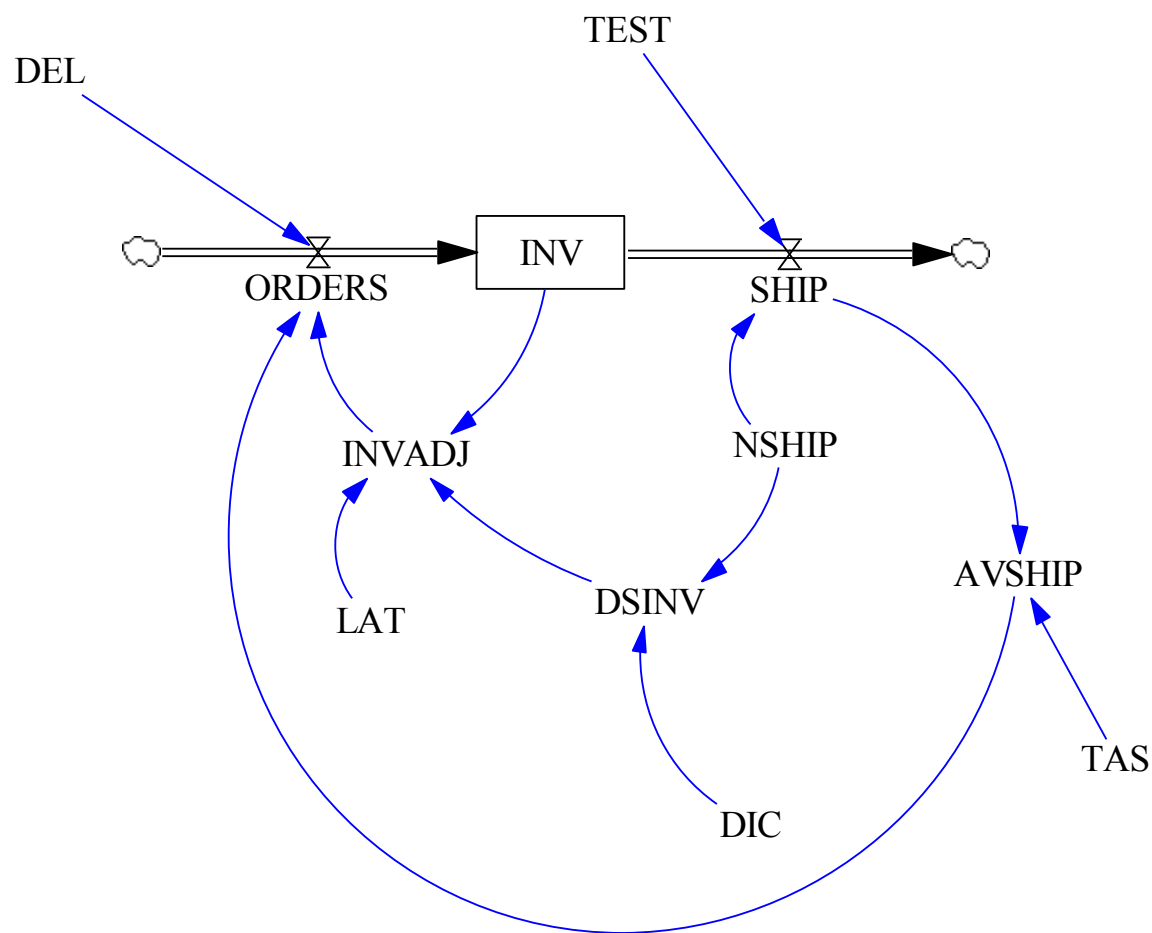 TEST
DEL
INV
ORDERS
SHIP
INVADJ
NSHIP
AVSHIP
DSINV
LAT
TAS
DIC